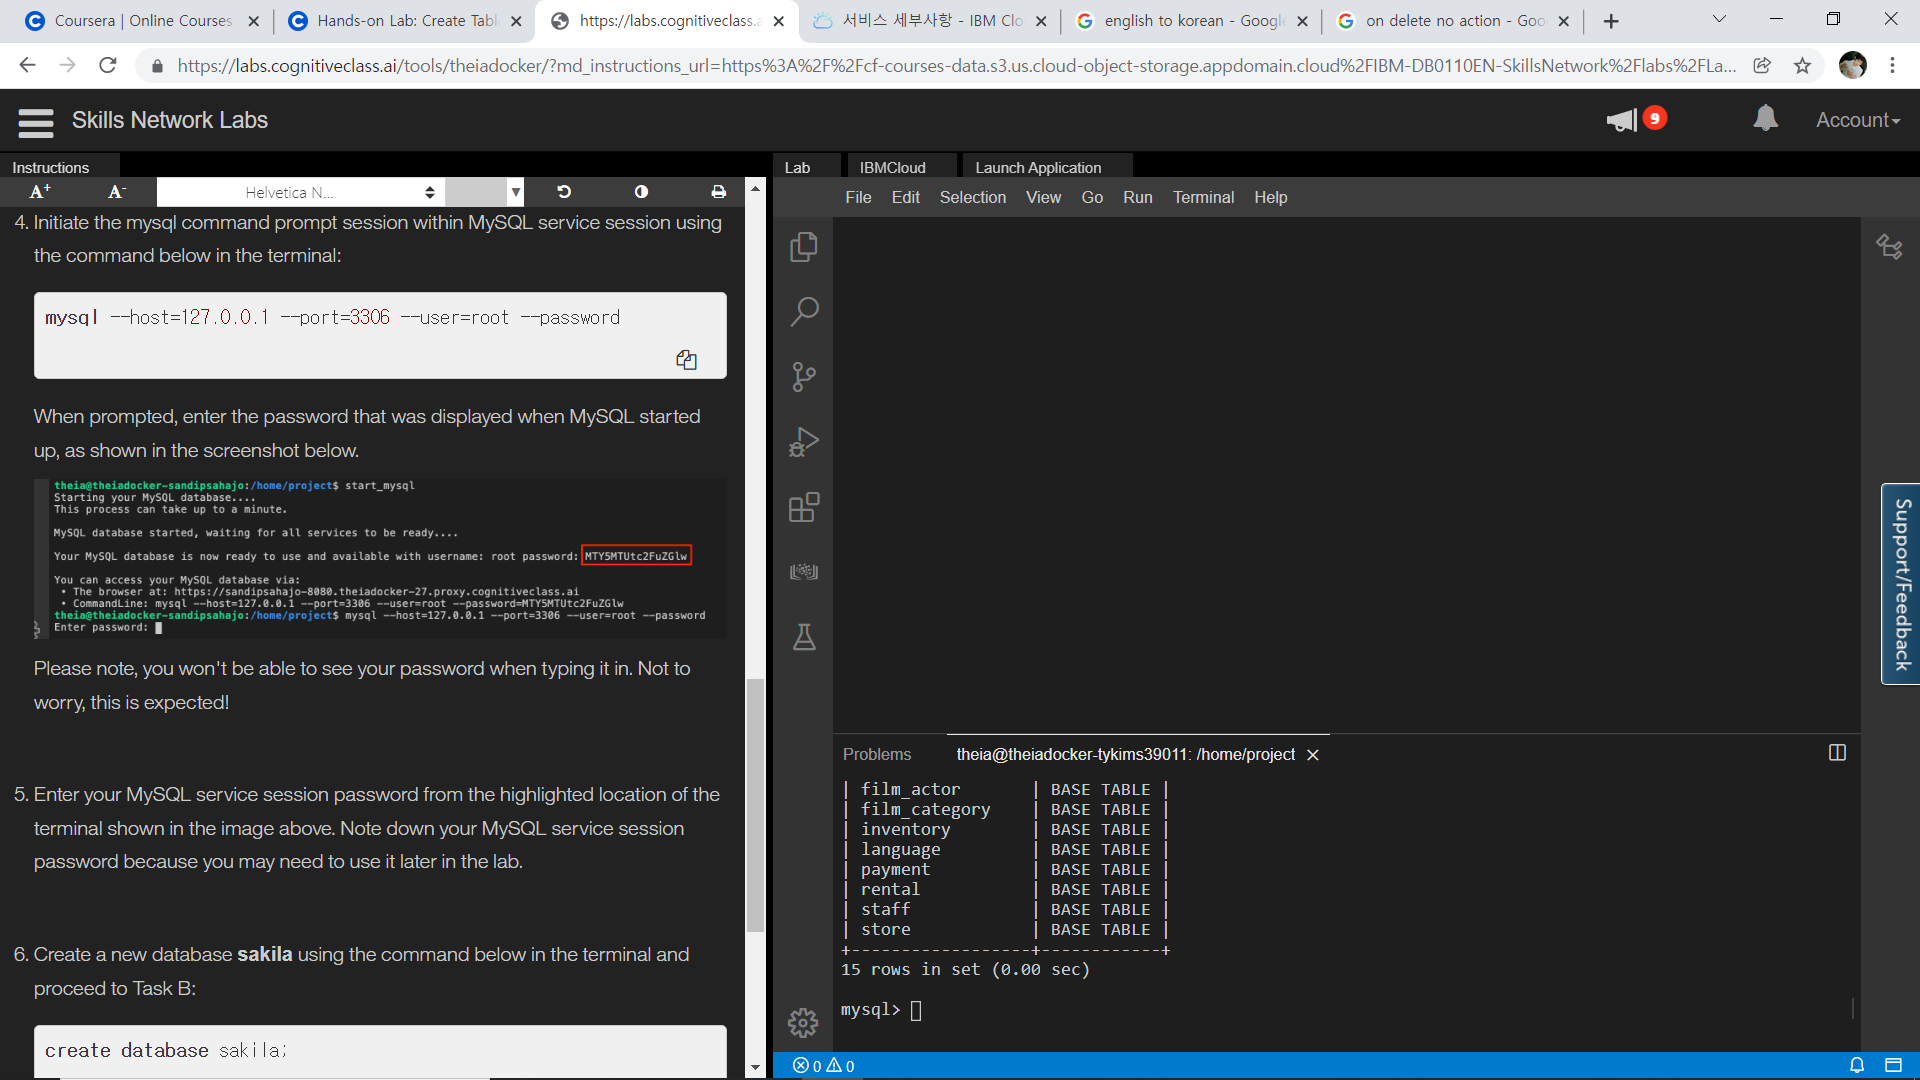 Coursera | Online Courses
Hands-on Lab: Create Tabl
https://labs.cognitiveclass.a
서비스 세부사항 - IBM Clo
english to korean - Google
on delete no action - Goo
https://labs.cognitiveclass.ai/tools/theiadocker/?md_instructions_url=https%3A%2F%2Fcf-courses-data.s3.us.cloud-object-storage.appdomain.cloud%2FIBM-DB0110EN-SkillsNetwork%2Flabs%2FLa...
Skills Network Labs
9
Account
Instructions
Lab
IBMCloud
Launch Application
A+
A-
Helvetica N...
File Edit Selection View Go Run Terminal Help
4. Initiate the mysql command prompt session within MySQL service session using
the command below in the terminal:
mysql --host=127.0.0.1 --port=3306 --user=root --password
When prompted, enter the password that was displayed when MySQL started
up, as shown in the screenshot below.
theia@theiadocker-sandipsahajo:/home/project$ start_mysql
Starting your MySQL database....
This process can take up to a minute.
MySQL database started, waiting for all services to be ready....
Your MySQL database is now ready to use and available with username: root password: MTY5MTUtc2FuZGlw
You can access your MySQL database via:
• The browser at: https://sandipsahajo-8080.theiadocker-27.proxy.cognitiveclass.ai
• CommandLine: mysql --host=127.0.0.1 --port=3306 --user=root --password=MTY5MTUtc2FuZGlw
theia@theiadocker-sandipsahajo:/home/project$ mysql --host=127.0.0.1 --port=3306 --user=root --password
Enter password:
Please note, you won't be able to see your password when typing it in. Not to
worry, this is expected!
5. Enter your MySQL service session password from the highlighted location of the
terminal shown in the image above. Note down your MySQL service session
password because you may need to use it later in the lab.
6. Create a new database sakila using the command below in the terminal and
proceed to Task B:
create database sakila;
Support/Feedback
Problems
theia@theiadocker-tykims39011: /home/project
| film_actor | BASE TABLE |
| film_category | BASE TABLE |
| inventory | BASE TABLE |
| language | BASE TABLE |
| payment | BASE TABLE |
| rental | BASE TABLE |
| staff | BASE TABLE |
| store | BASE TABLE |
+------------------+------------+
15 rows in set (0.00 sec)
mysql>
0 0